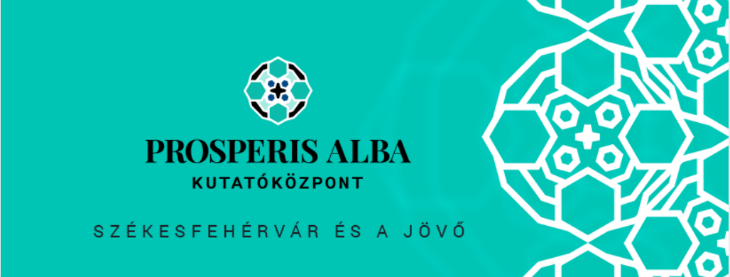 PROSPERIS ALBA
KUTATÓKÖZPONT
SZÉKESFEHÉRVÁR ÉS A JÖVŐ